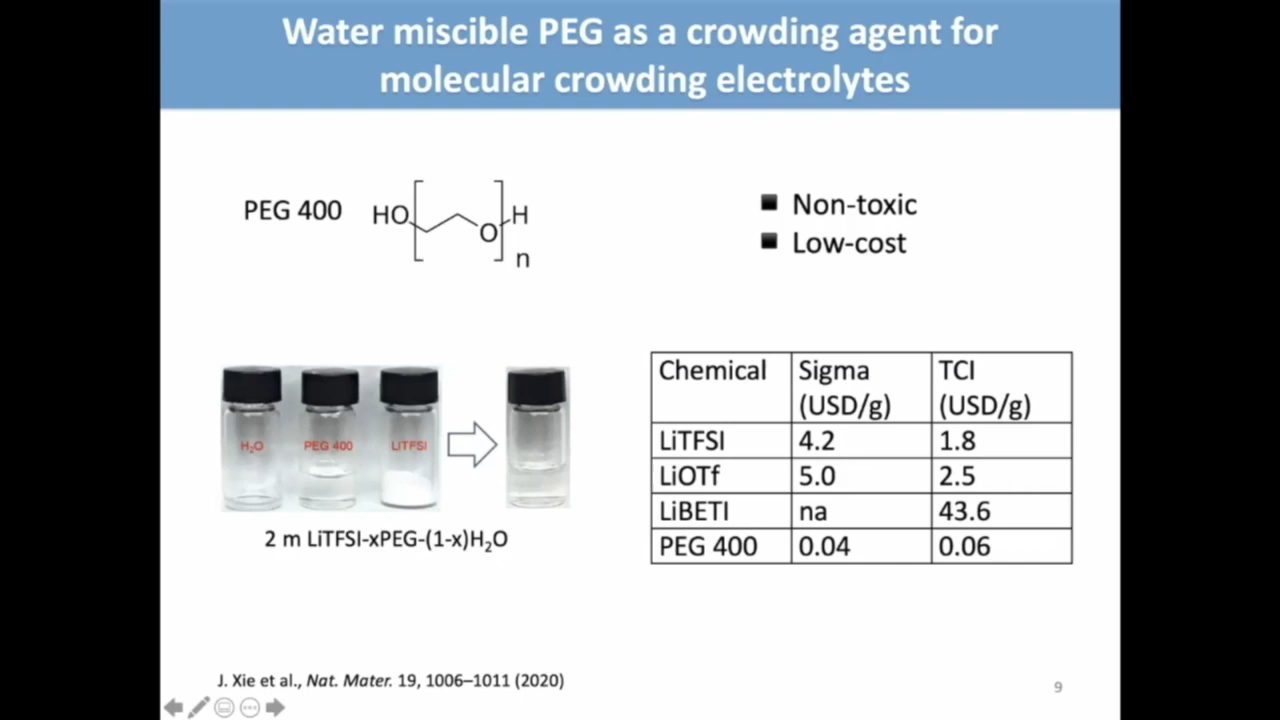 Water miscible PEG as a crowding agent for
molecular crowding electrolytes
PEG 400
HO
O
H
n
■ Non-toxic
■ Low-cost
H₂O
PEG 400
LiTFSI
2 m LiTFSI-xPEG-(1-x)H₂O
Chemical Sigma (USD/g) TCI (USD/g)
LiTFSI 4.2 1.8
LiOTf 5.0 2.5
LiBETI na 43.6
PEG 400 0.04 0.06
J. Xie et al., Nat. Mater. 19, 1006–1011 (2020)
9